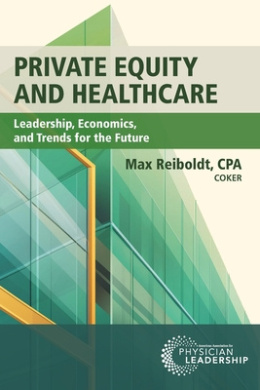 PRIVATE EQUITY
AND HEALTHCARE
Leadership, Economics,
and Trends for the Future
Max Reiboldt, CPA
COKER
American Association for
PHYSICIAN
LEADERSHIP